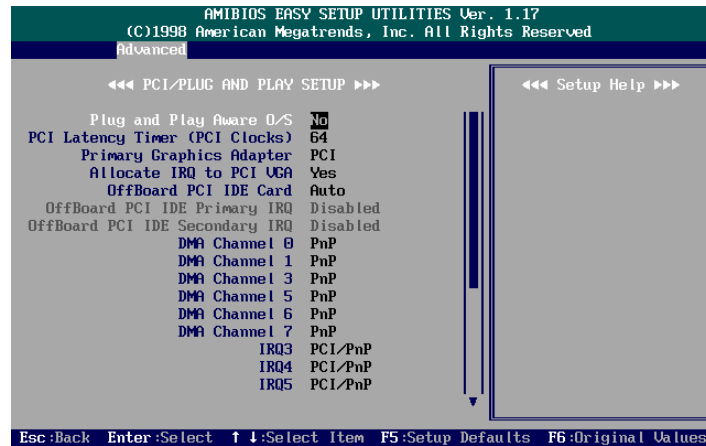 AMIBIOS EASY SETUP UTILITIES Ver. 1.17
(C)1998 American Megatrends, Inc. All Rights Reserved
Advanced
◄◄◄ PCI/PLUG AND PLAY SETUP ►►►
◄◄◄ Setup Help ►►►
Plug and Play Aware O/S No
PCI Latency Timer (PCI Clocks) 64
Primary Graphics Adapter PCI
Allocate IRQ to PCI VGA Yes
OffBoard PCI IDE Card Auto
OffBoard PCI IDE Primary IRQ Disabled
OffBoard PCI IDE Secondary IRQ Disabled
DMA Channel 0 PnP
DMA Channel 1 PnP
DMA Channel 3 PnP
DMA Channel 5 PnP
DMA Channel 6 PnP
DMA Channel 7 PnP
IRQ3 PCI/PnP
IRQ4 PCI/PnP
IRQ5 PCI/PnP
Esc:Back Enter:Select ↑ ↓:Select Item F5:Setup Defaults F6:Original Values